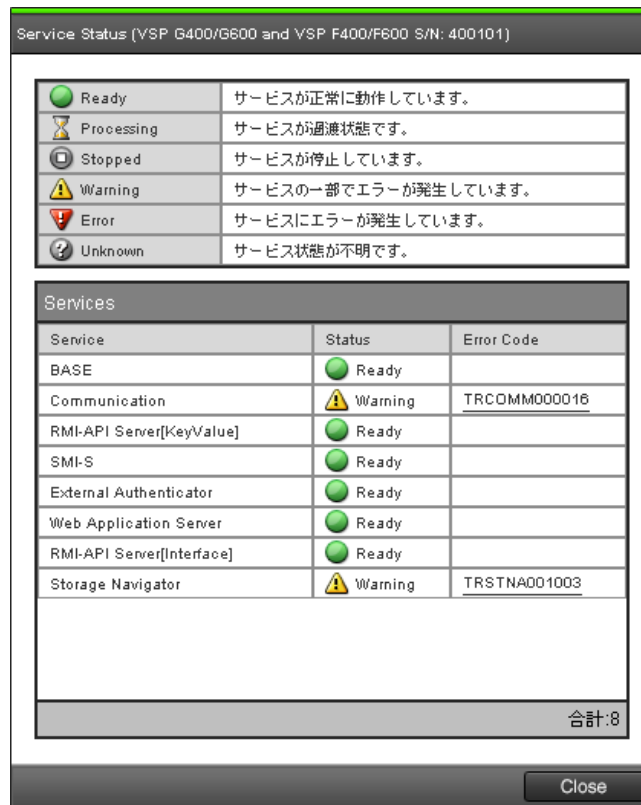 Service Status (VSP G400/G600 and VSP F400/F600 S/N: 400101)
Ready サービスが正常に動作しています。
Processing サービスが過渡状態です。
Stopped サービスが停止しています。
Warning サービスの一部でエラーが発生しています。
Error サービスにエラーが発生しています。
Unknown サービス状態が不明です。
Services
Service Status Error Code
BASE Ready
Communication Warning TRCOMM000016
RMI-API Server[KeyValue] Ready
SMI-S Ready
External Authenticator Ready
Web Application Server Ready
RMI-API Server[Interface] Ready
Storage Navigator Warning TRSTNA001003
合計:8
Close